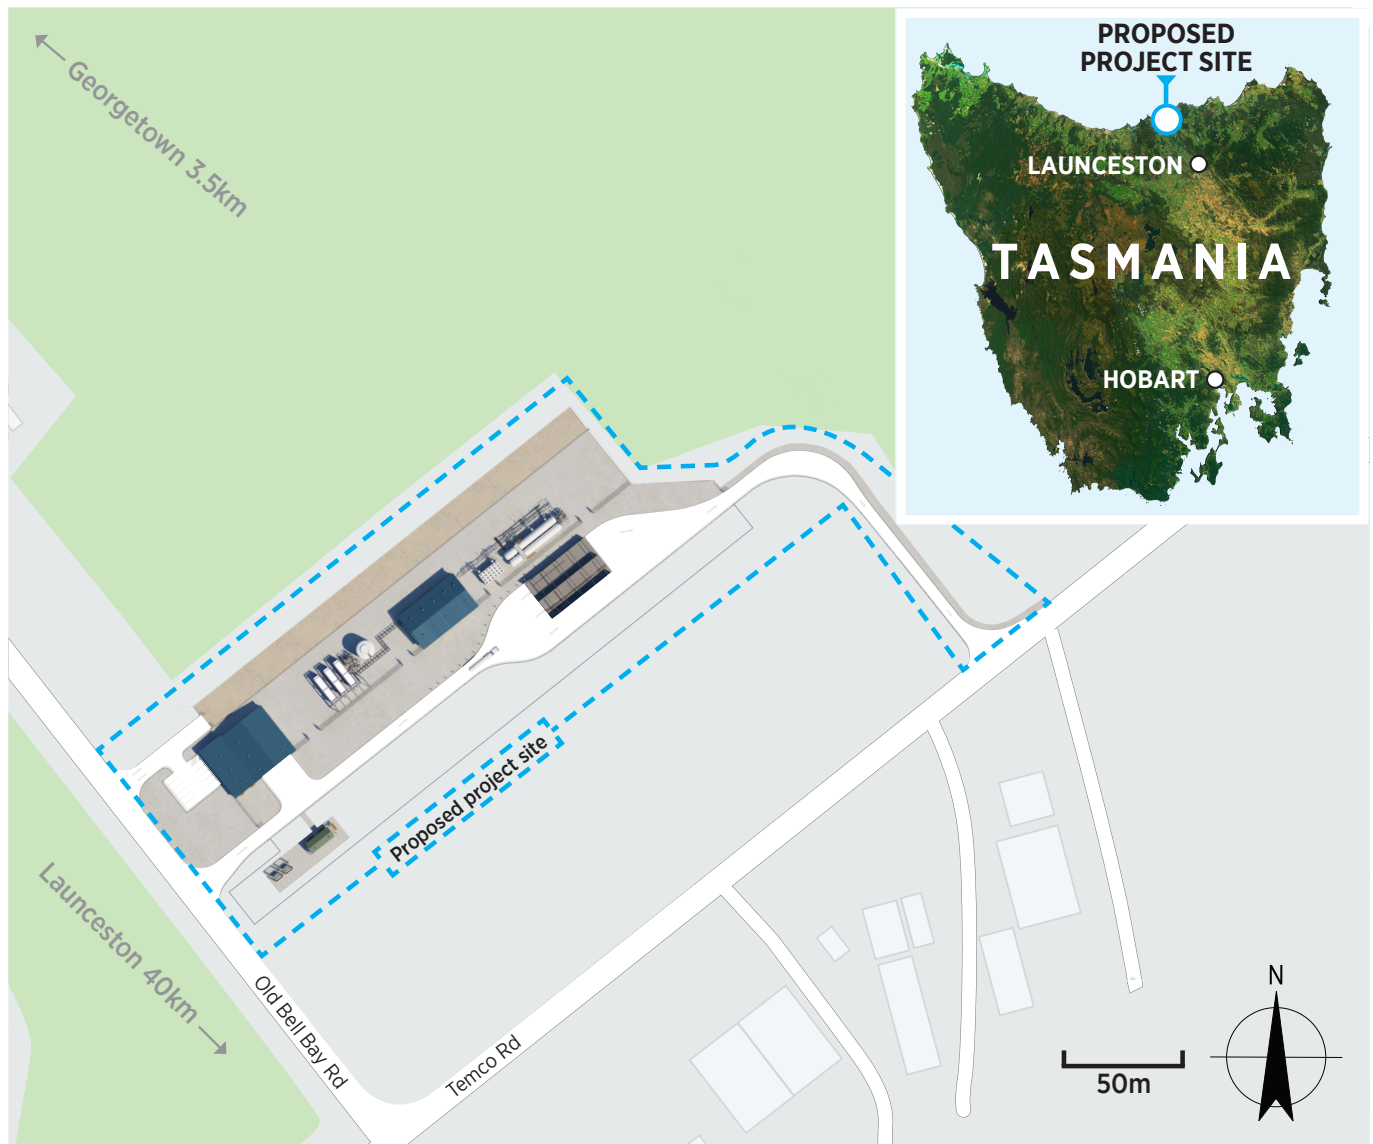 Georgetown 3.5km
PROPOSED
PROJECT SITE
LAUNCESTON
TASMANIA
HOBART
Proposed project site
Launceston 40km
Old Bell Bay Rd
Temco Rd
50m
N